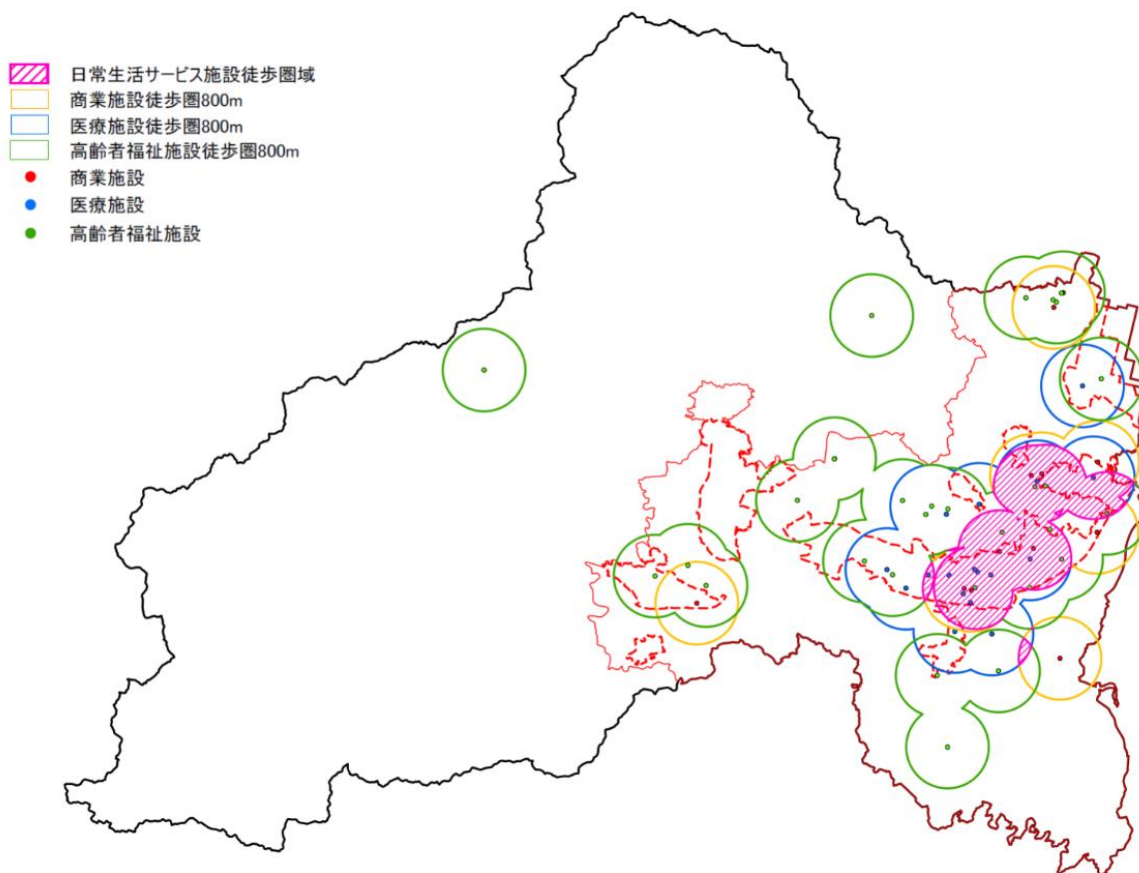 日常生活サービス施設徒歩圏域
商業施設徒歩圏800m
医療施設徒歩圏800m
高齢者福祉施設徒歩圏800m
商業施設
医療施設
高齢者福祉施設